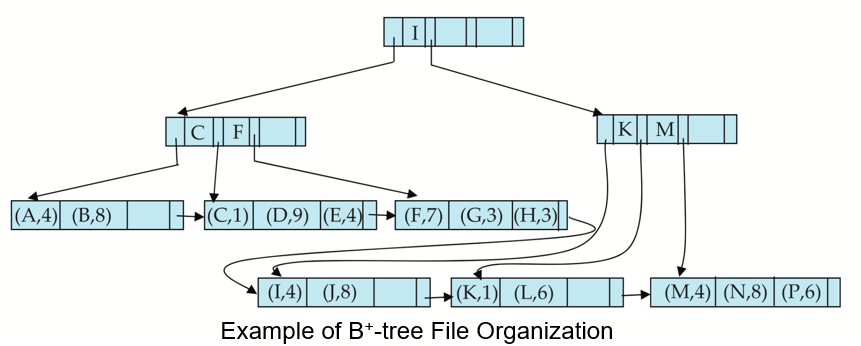 I
C F
K M
(A,4) (B,8)
(C,1) (D,9) (E,4)
(F,7) (G,3) (H,3)
(I,4) (J,8)
(K,1) (L,6)
(M,4) (N,8) (P,6)
Example of B⁺-tree File Organization